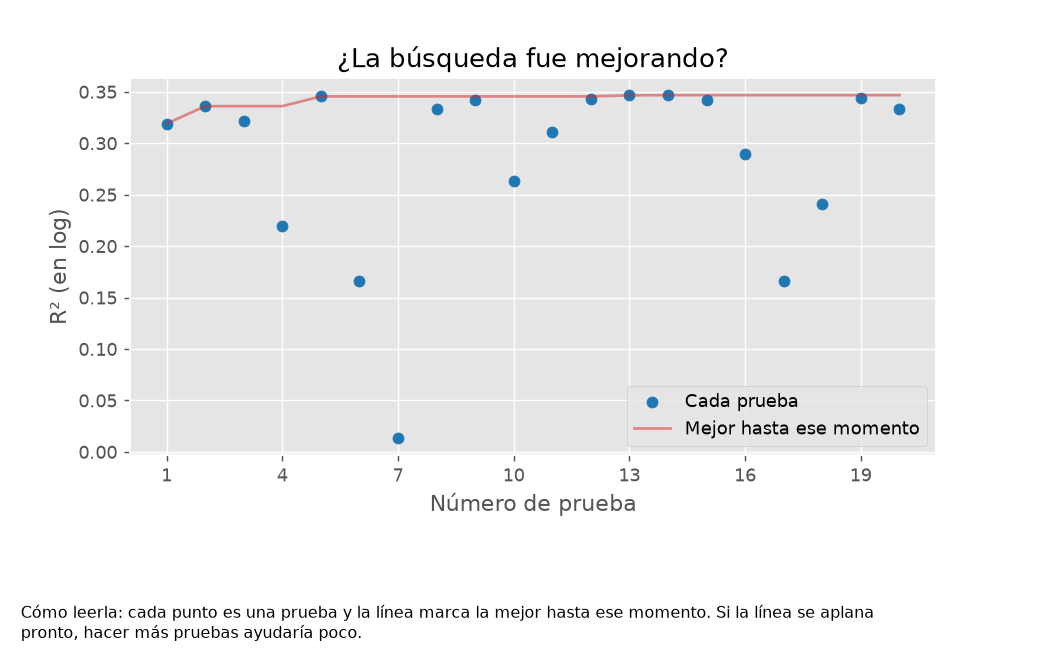 ¿La búsqueda fue mejorando?
R² (en log)
0.35
0.30
0.25
0.20
0.15
0.10
0.05
0.00
1 4 7 10 13 16 19
Número de prueba
Cada prueba
Mejor hasta ese momento
Cómo leerla: cada punto es una prueba y la línea marca la mejor hasta ese momento. Si la línea se aplana
pronto, hacer más pruebas ayudaría poco.